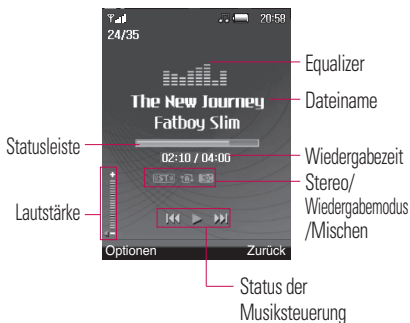 20:58
24/35
Equalizer
The New Journey
Dateiname
Fatboy Slim
Statusleiste
02:10 / 04:00
Wiedergabezeit
Stereo/
Wiedergabemodus
/Mischen
Lautstärke
Optionen
Zurück
Status der
Musiksteuerung